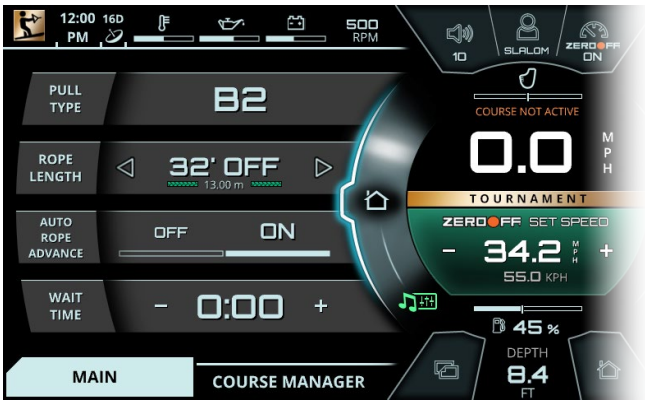 12:00 16D
PM
500
RPM
10
SLALOM
ZEROOFF
ON
PULL
TYPE
B2
COURSE NOT ACTIVE
0.0
M
P
H
ROPE
LENGTH
32' OFF
13.00 m
TOURNAMENT
ZEROOFF SET SPEED
AUTO
ROPE
ADVANCE
OFF
ON
- 34.2 MPH +
55.0 KPH
WAIT
TIME
- 0:00 +
45 %
DEPTH
8.4
FT
MAIN
COURSE MANAGER